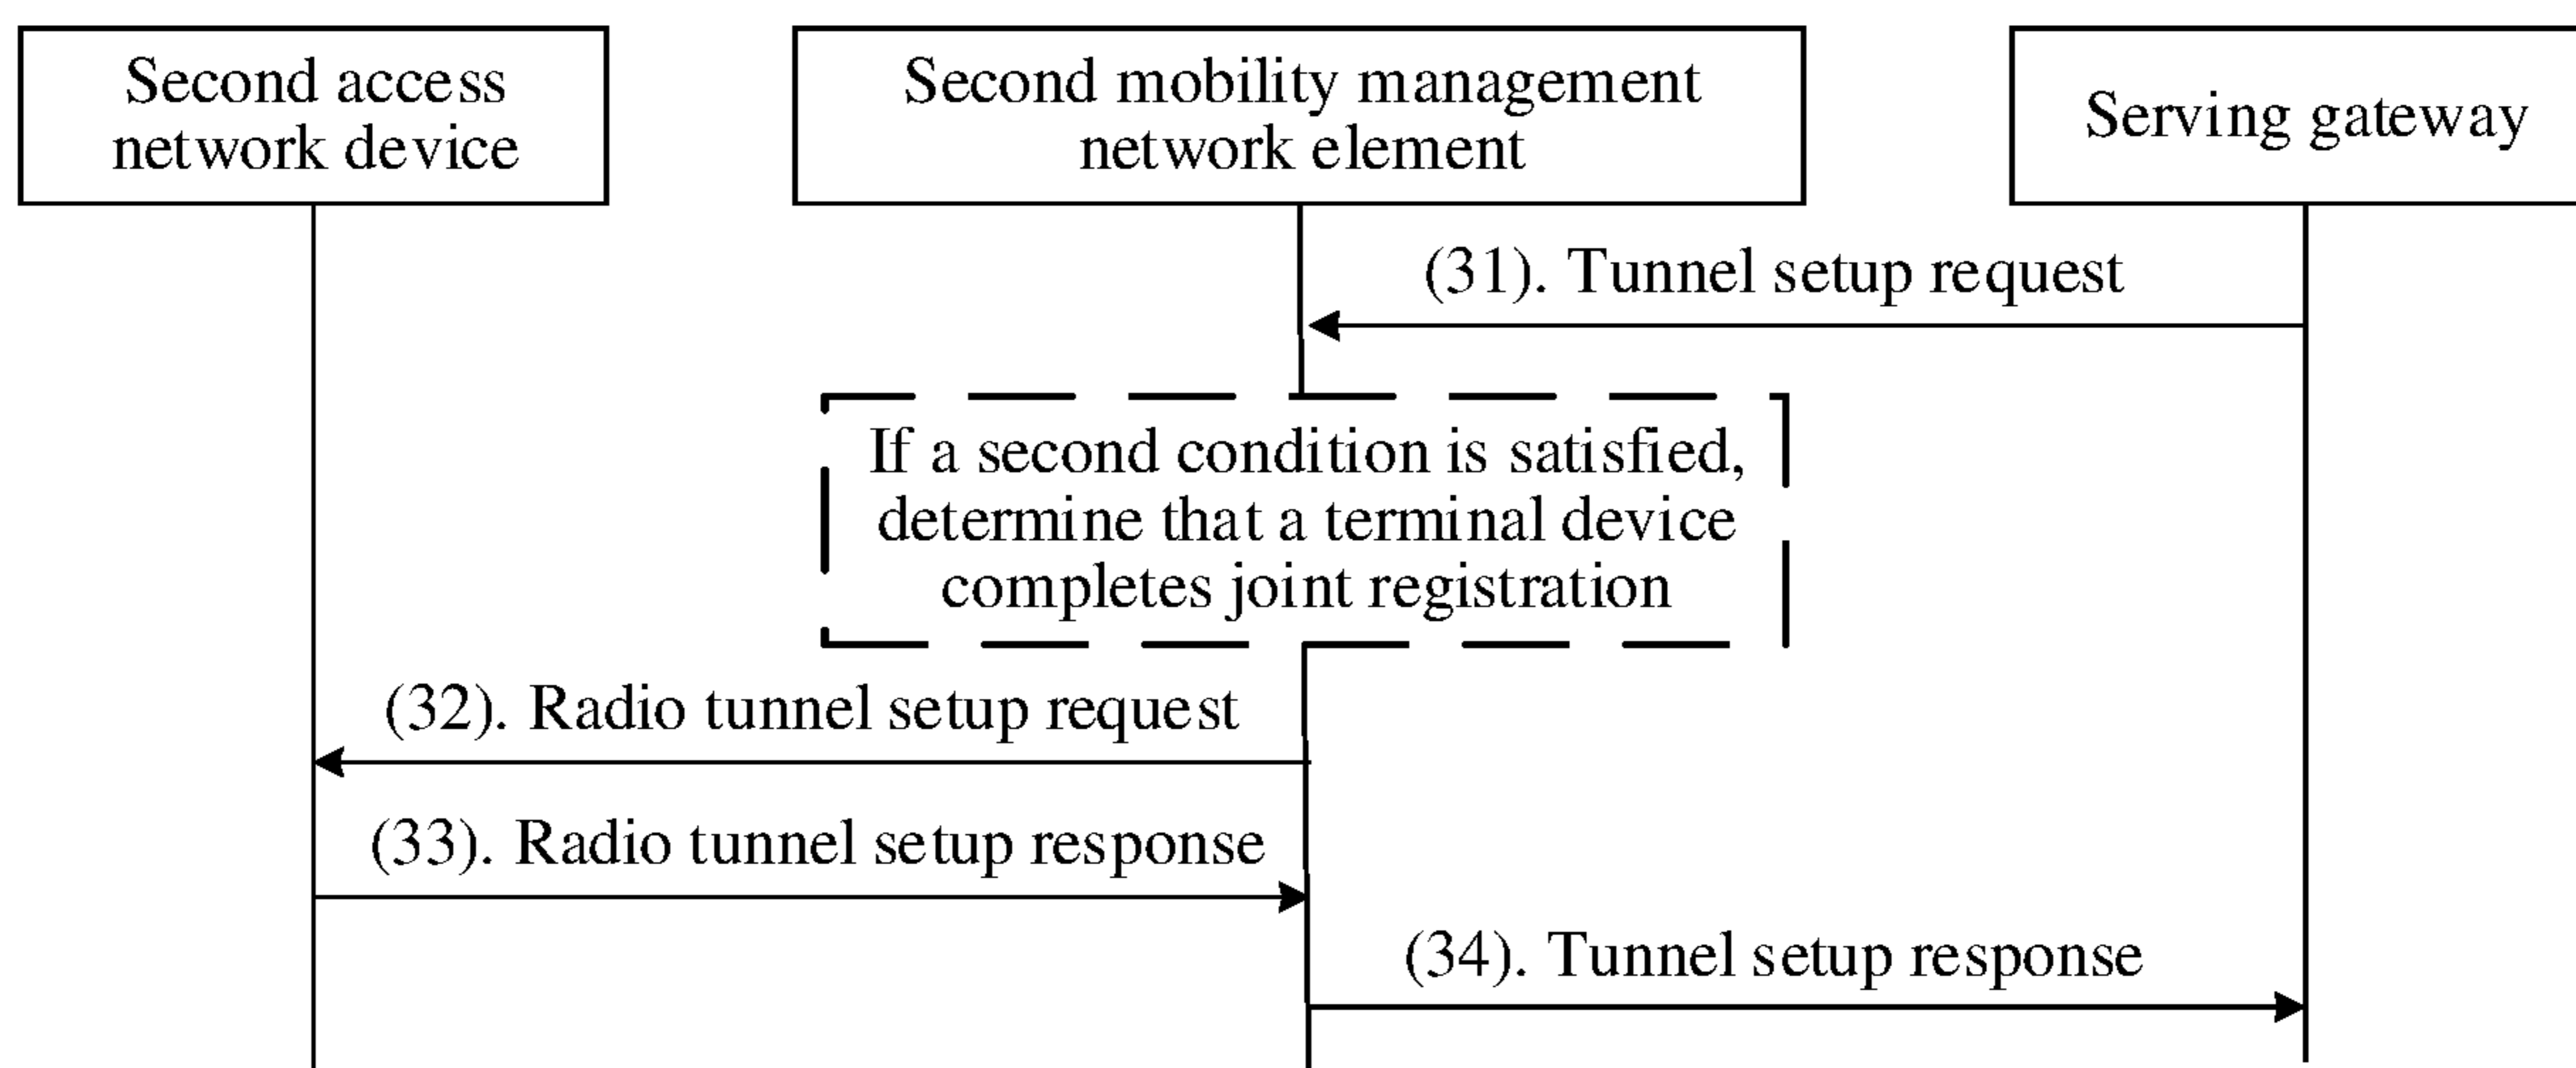 Second access
network device
Second mobility management
network element
Serving gateway
(31). Tunnel setup request
If a second condition is satisfied,
determine that a terminal device
completes joint registration
(32). Radio tunnel setup request
(33). Radio tunnel setup response
(34). Tunnel setup response